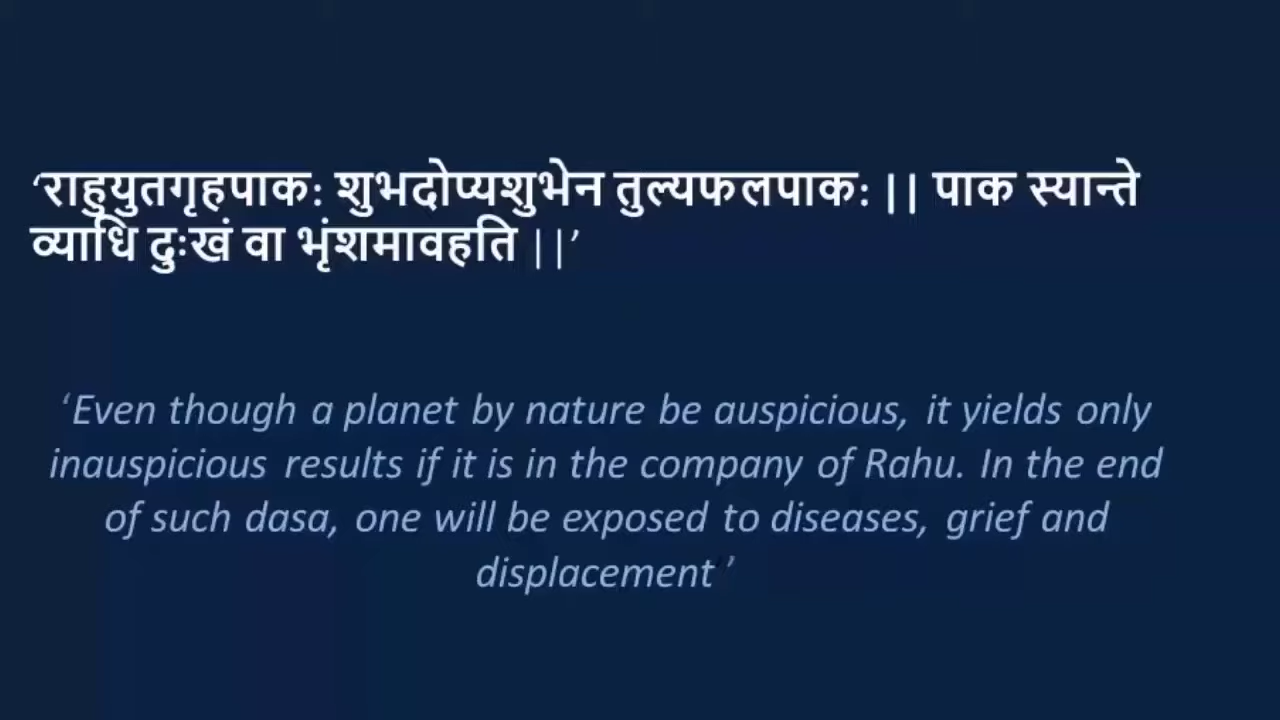 ‘राहुयुतगृहपाकः शुभदोप्यशुभेन तुल्यफलपाकः || पाक स्यान्ते
व्याधि दुःखं वा भृंशमावहति ||’
‘Even though a planet by nature be auspicious, it yields only
inauspicious results if it is in the company of Rahu. In the end
of such dasa, one will be exposed to diseases, grief and
displacement’’